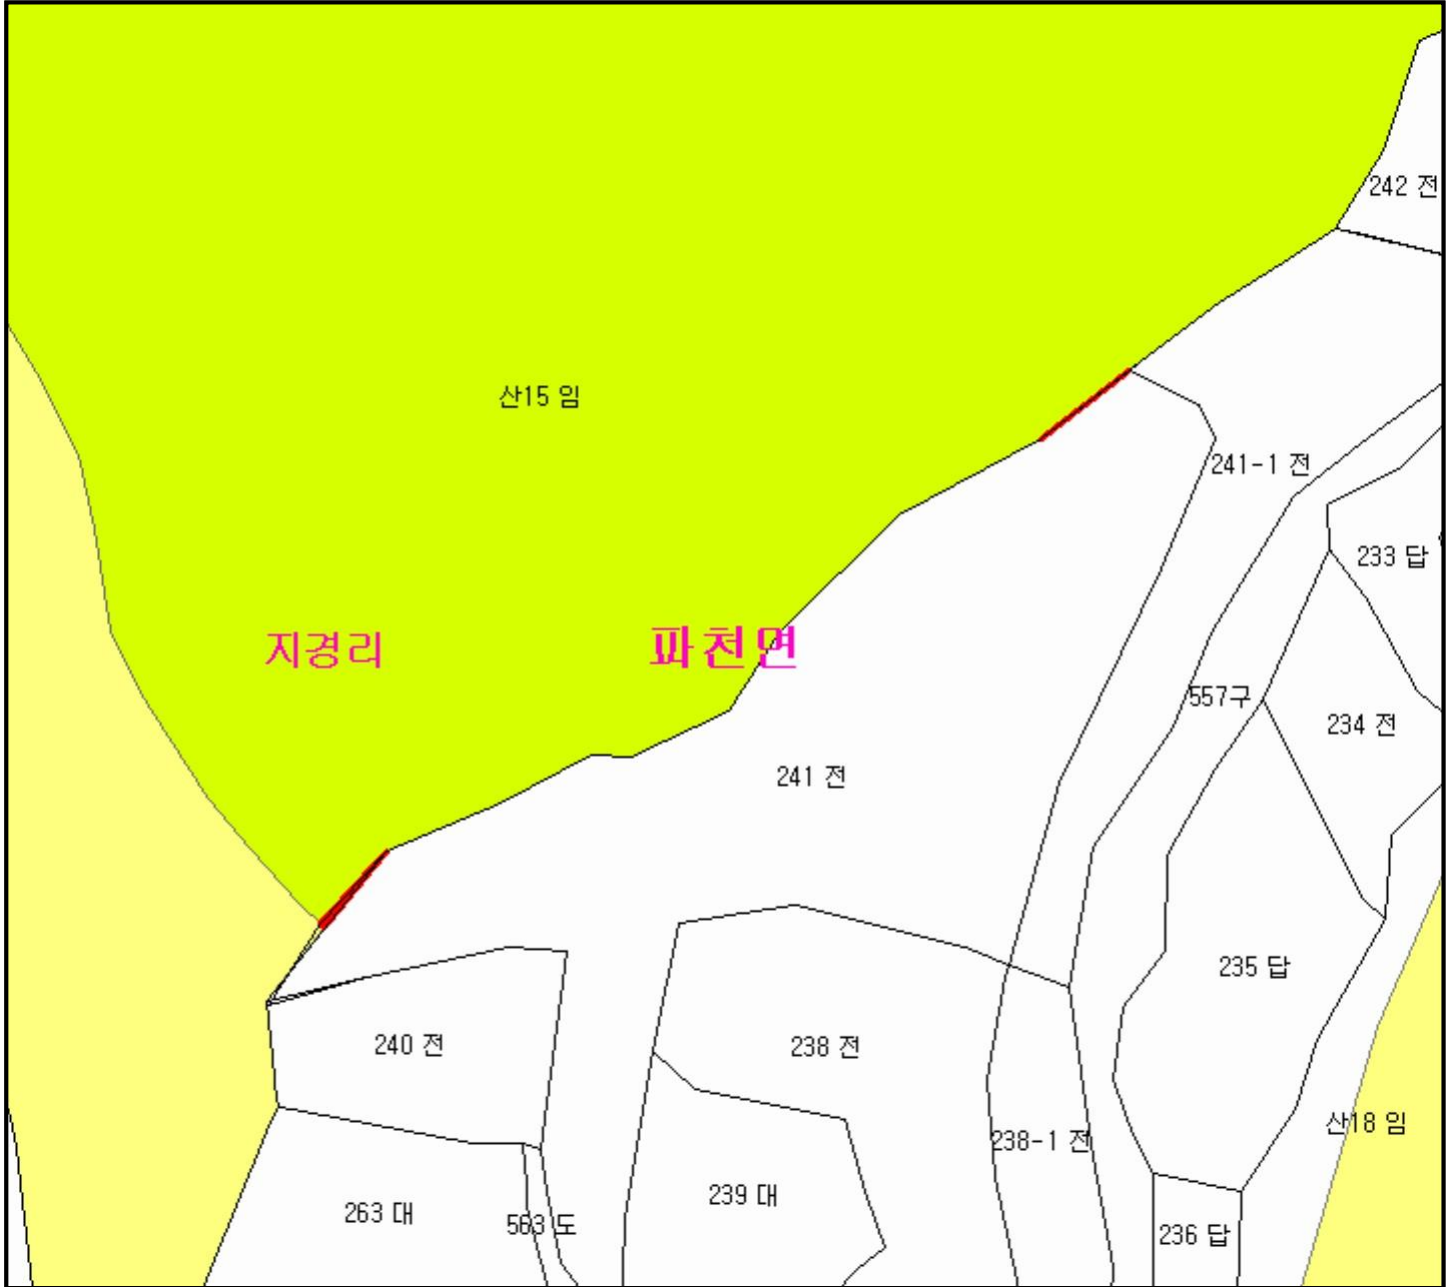 242 전
산15 임
241-1 전
233 답
지경리
파천면
557구
234 전
241 전
235 답
240 전
238 전
산18 임
238-1 전
239 대
263 대
563 도
236 답